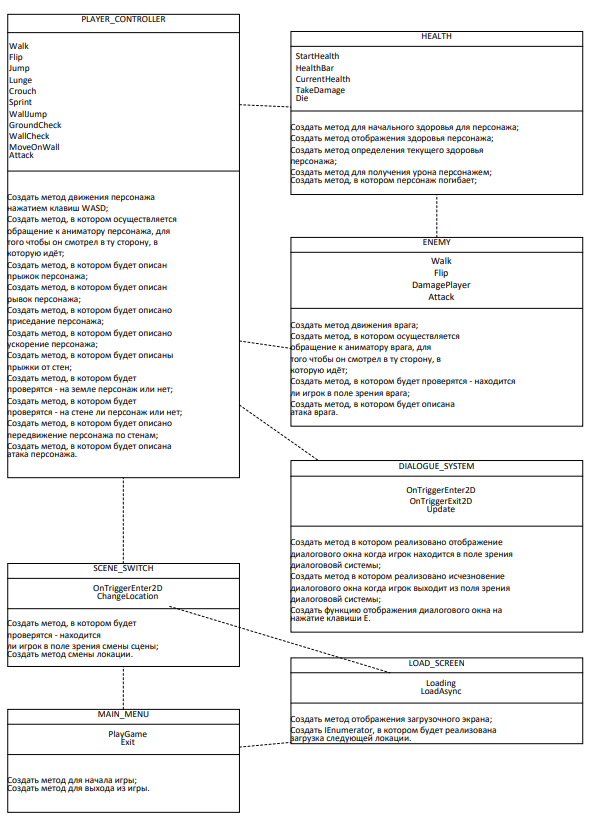 PLAYER_CONTROLLER
Walk
Flip
Jump
Lunge
Crouch
Sprint
WallJump
GroundCheck
WallCheck
MoveOnWall
Attack
Создать метод движения персонажа
нажатием клавиш WASD;
Создать метод, в котором осуществляется
обращение к аниматору персонажа, для
того чтобы он смотрел в ту сторону, в
которую идёт;
Создать метод, в котором будет описан
прыжок персонажа;
Создать метод, в котором будет описан
рывок персонажа;
Создать метод, в котором будет описано
приседание персонажа;
Создать метод, в котором будет описано
ускорение персонажа;
Создать метод, в котором будет описаны
прыжки от стен;
Создать метод, в котором будет
проверятся - на земле персонаж или нет;
Создать метод, в котором будет
проверятся - на стене ли персонаж или нет;
Создать метод, в котором будет описано
передвижение персонажа по стенам;
Создать метод, в котором будет описана
атака персонажа.
HEALTH
StartHealth
HealthBar
CurrentHealth
TakeDamage
Die
Создать метод для начального здоровья для персонажа;
Создать метод отображения здоровья персонажа;
Создать метод определения текущего здоровья
персонажа;
Создать метод для получения урона персонажем;
Создать метод, в котором персонаж погибает;
ENEMY
Walk
Flip
DamagePlayer
Attack
Создать метод движения врага;
Создать метод, в котором осуществляется
обращение к аниматору врага, для
того чтобы он смотрел в ту сторону, в
которую идёт;
Создать метод, в котором будет проверятся - находится
ли игрок в поле зрения врага;
Создать метод, в котором будет описана
атака врага.
DIALOGUE_SYSTEM
OnTriggerEnter2D
OnTriggerExit2D
Update
Создать метод в котором реализовано отображение
диалогового окна когда игрок находится в поле зрения
диалоговой системы;
Создать метод в котором реализовано исчезновение
диалогового окна когда игрок выходит из поля зрения
диалоговой системы;
Создать функцию отображения диалогового окна на
нажатие клавиши E.
SCENE_SWITCH
OnTriggerEnter2D
ChangeLocation
Создать метод, в котором будет
проверятся - находится
ли игрок в поле зрения смены сцены;
Создать метод смены локации.
LOAD_SCREEN
Loading
LoadAsync
Создать метод отображения загрузочного экрана;
Создать IEnumerator, в котором будет реализована
загрузка следующей локации.
MAIN_MENU
PlayGame
Exit
Создать метод для начала игры;
Создать метод для выхода из игры.